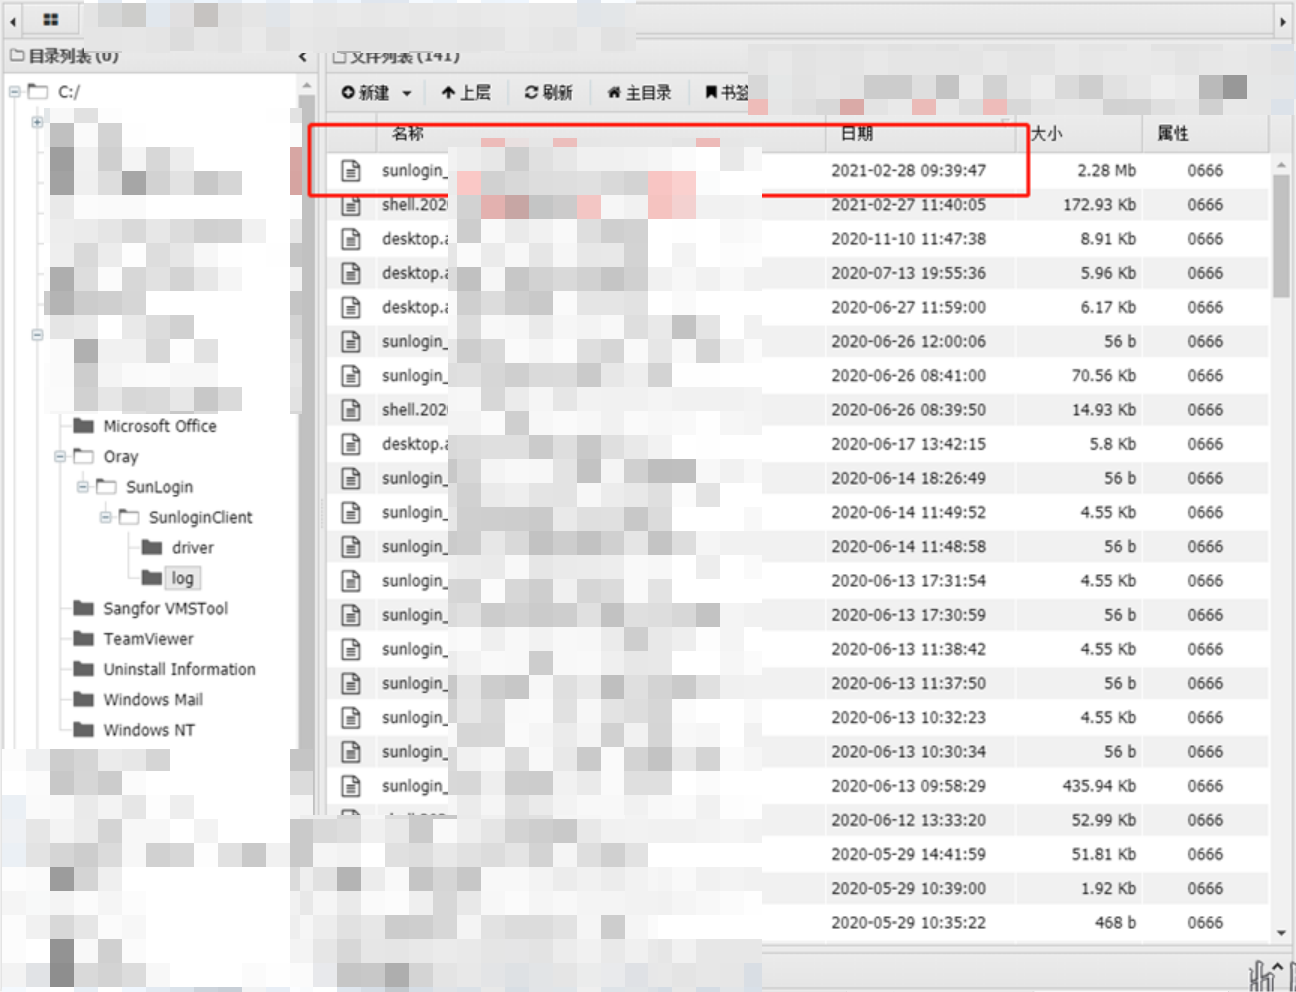 目录列表 (0)
文件列表 (141)
C:/
新建
上层
刷新
主目录
书签
名称
日期
大小
属性
sunlogin_
2021-02-28 09:39:47
2.28 Mb
0666
shell.202
2021-02-27 11:40:05
172.93 Kb
0666
desktop.
2020-11-10 11:47:38
8.91 Kb
0666
desktop.
2020-07-13 19:55:36
5.96 Kb
0666
desktop.
2020-06-27 11:59:00
6.17 Kb
0666
sunlogin_
2020-06-26 12:00:06
56 b
0666
sunlogin_
2020-06-26 08:41:00
70.56 Kb
0666
shell.202
2020-06-26 08:39:50
14.93 Kb
0666
desktop.
2020-06-17 13:42:15
5.8 Kb
0666
sunlogin_
2020-06-14 18:26:49
56 b
0666
sunlogin_
2020-06-14 11:49:52
4.55 Kb
0666
sunlogin_
2020-06-14 11:48:58
56 b
0666
sunlogin_
2020-06-13 17:31:54
4.55 Kb
0666
sunlogin_
2020-06-13 17:30:59
56 b
0666
sunlogin_
2020-06-13 11:38:42
4.55 Kb
0666
sunlogin_
2020-06-13 11:37:50
56 b
0666
sunlogin_
2020-06-13 10:32:23
4.55 Kb
0666
sunlogin_
2020-06-13 10:30:34
56 b
0666
sunlogin_
2020-06-13 09:58:29
435.94 Kb
0666
2020-06-12 13:33:20
52.99 Kb
0666
2020-05-29 14:41:59
51.81 Kb
0666
2020-05-29 10:39:00
1.92 Kb
0666
2020-05-29 10:35:22
468 b
0666
Microsoft Office
Oray
SunLogin
SunloginClient
driver
log
Sangfor VMSTool
TeamViewer
Uninstall Information
Windows Mail
Windows NT